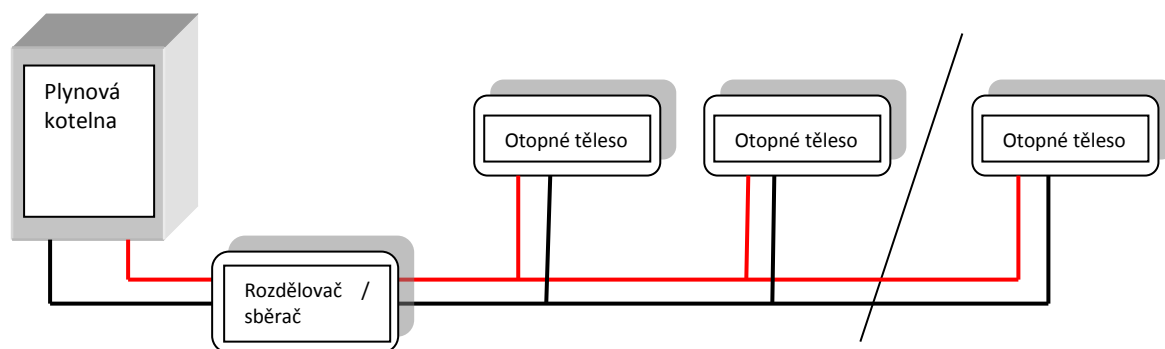 Plynová
kotelna
Otopné těleso
Otopné těleso
Otopné těleso
Rozdělovač /
sběrač